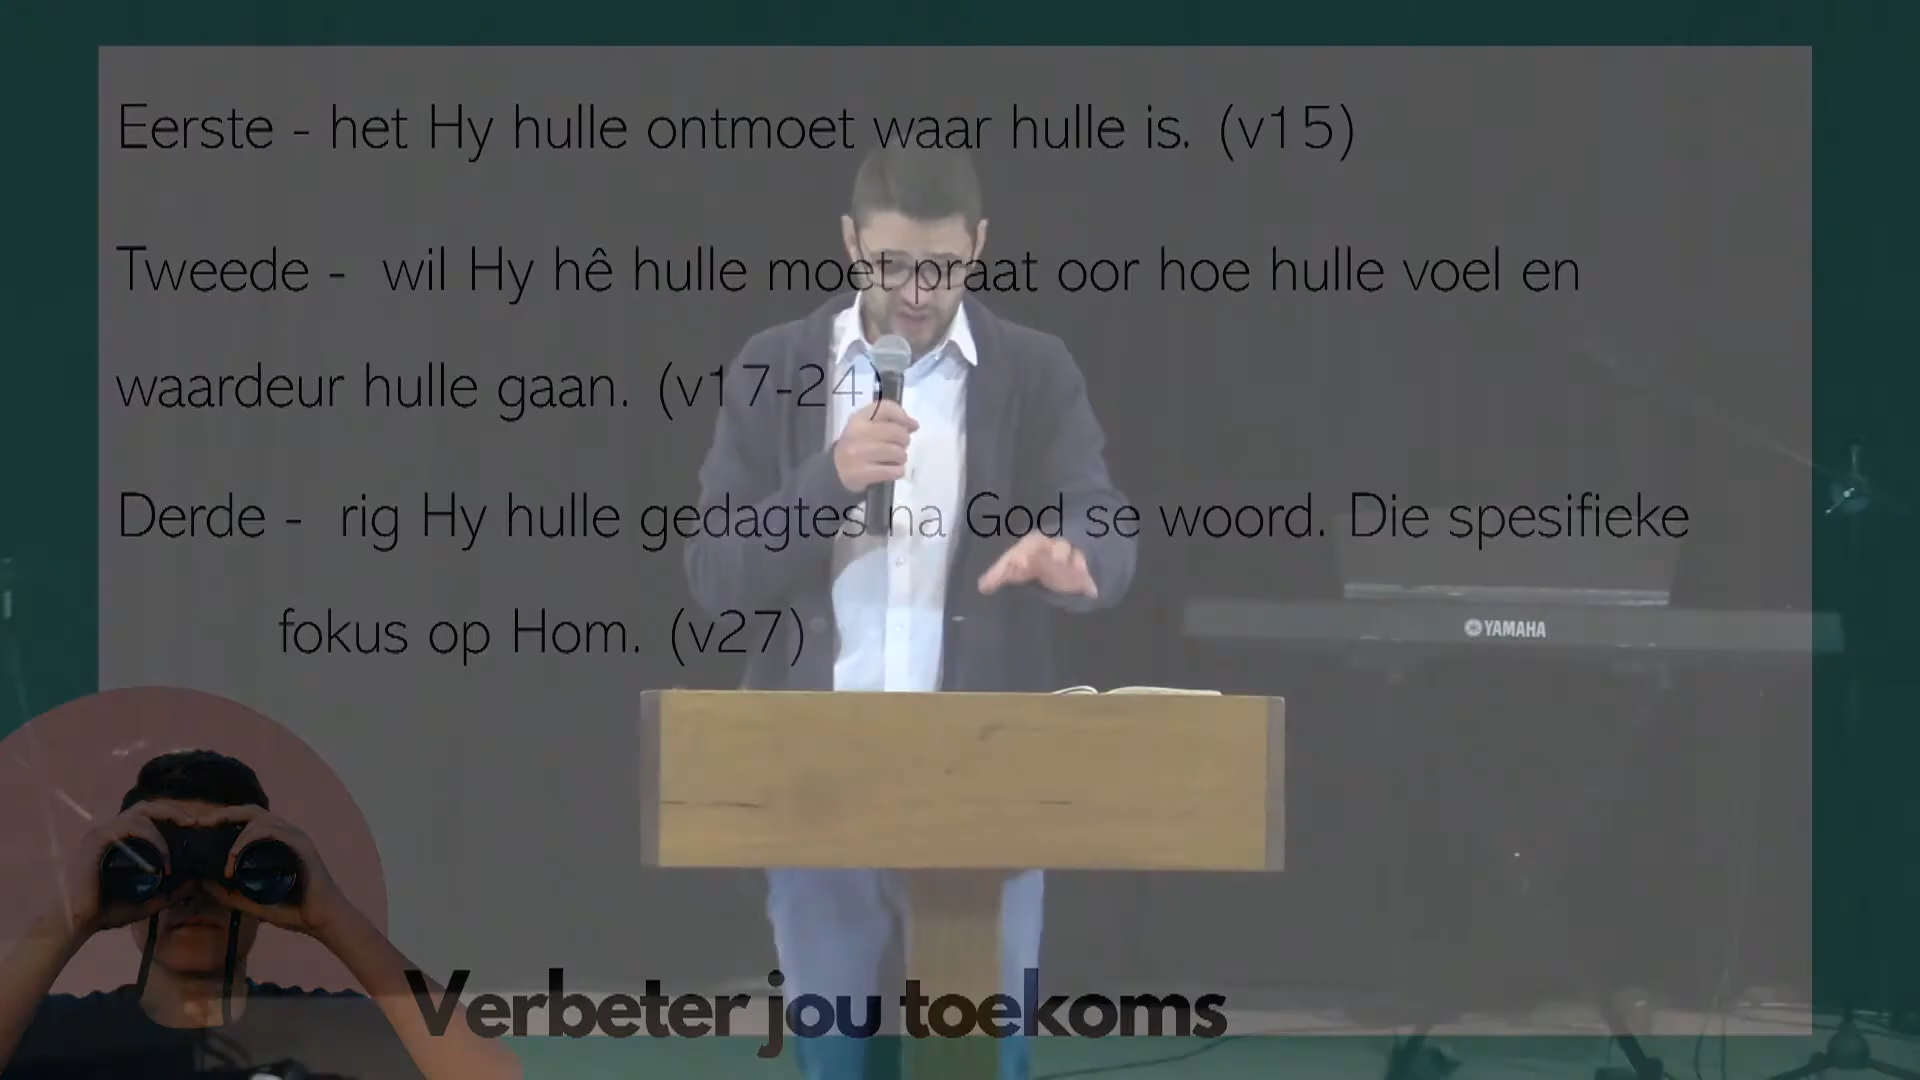 Eerste - het Hy hulle ontmoet waar hulle is. (v15)
Tweede - wil Hy hê hulle moet praat oor hoe hulle voel en
waardeur hulle gaan. (v17-24)
Derde - rig Hy hulle gedagtes na God se woord. Die spesifieke
fokus op Hom. (v27)
YAMAHA
Verbeter jou toekoms